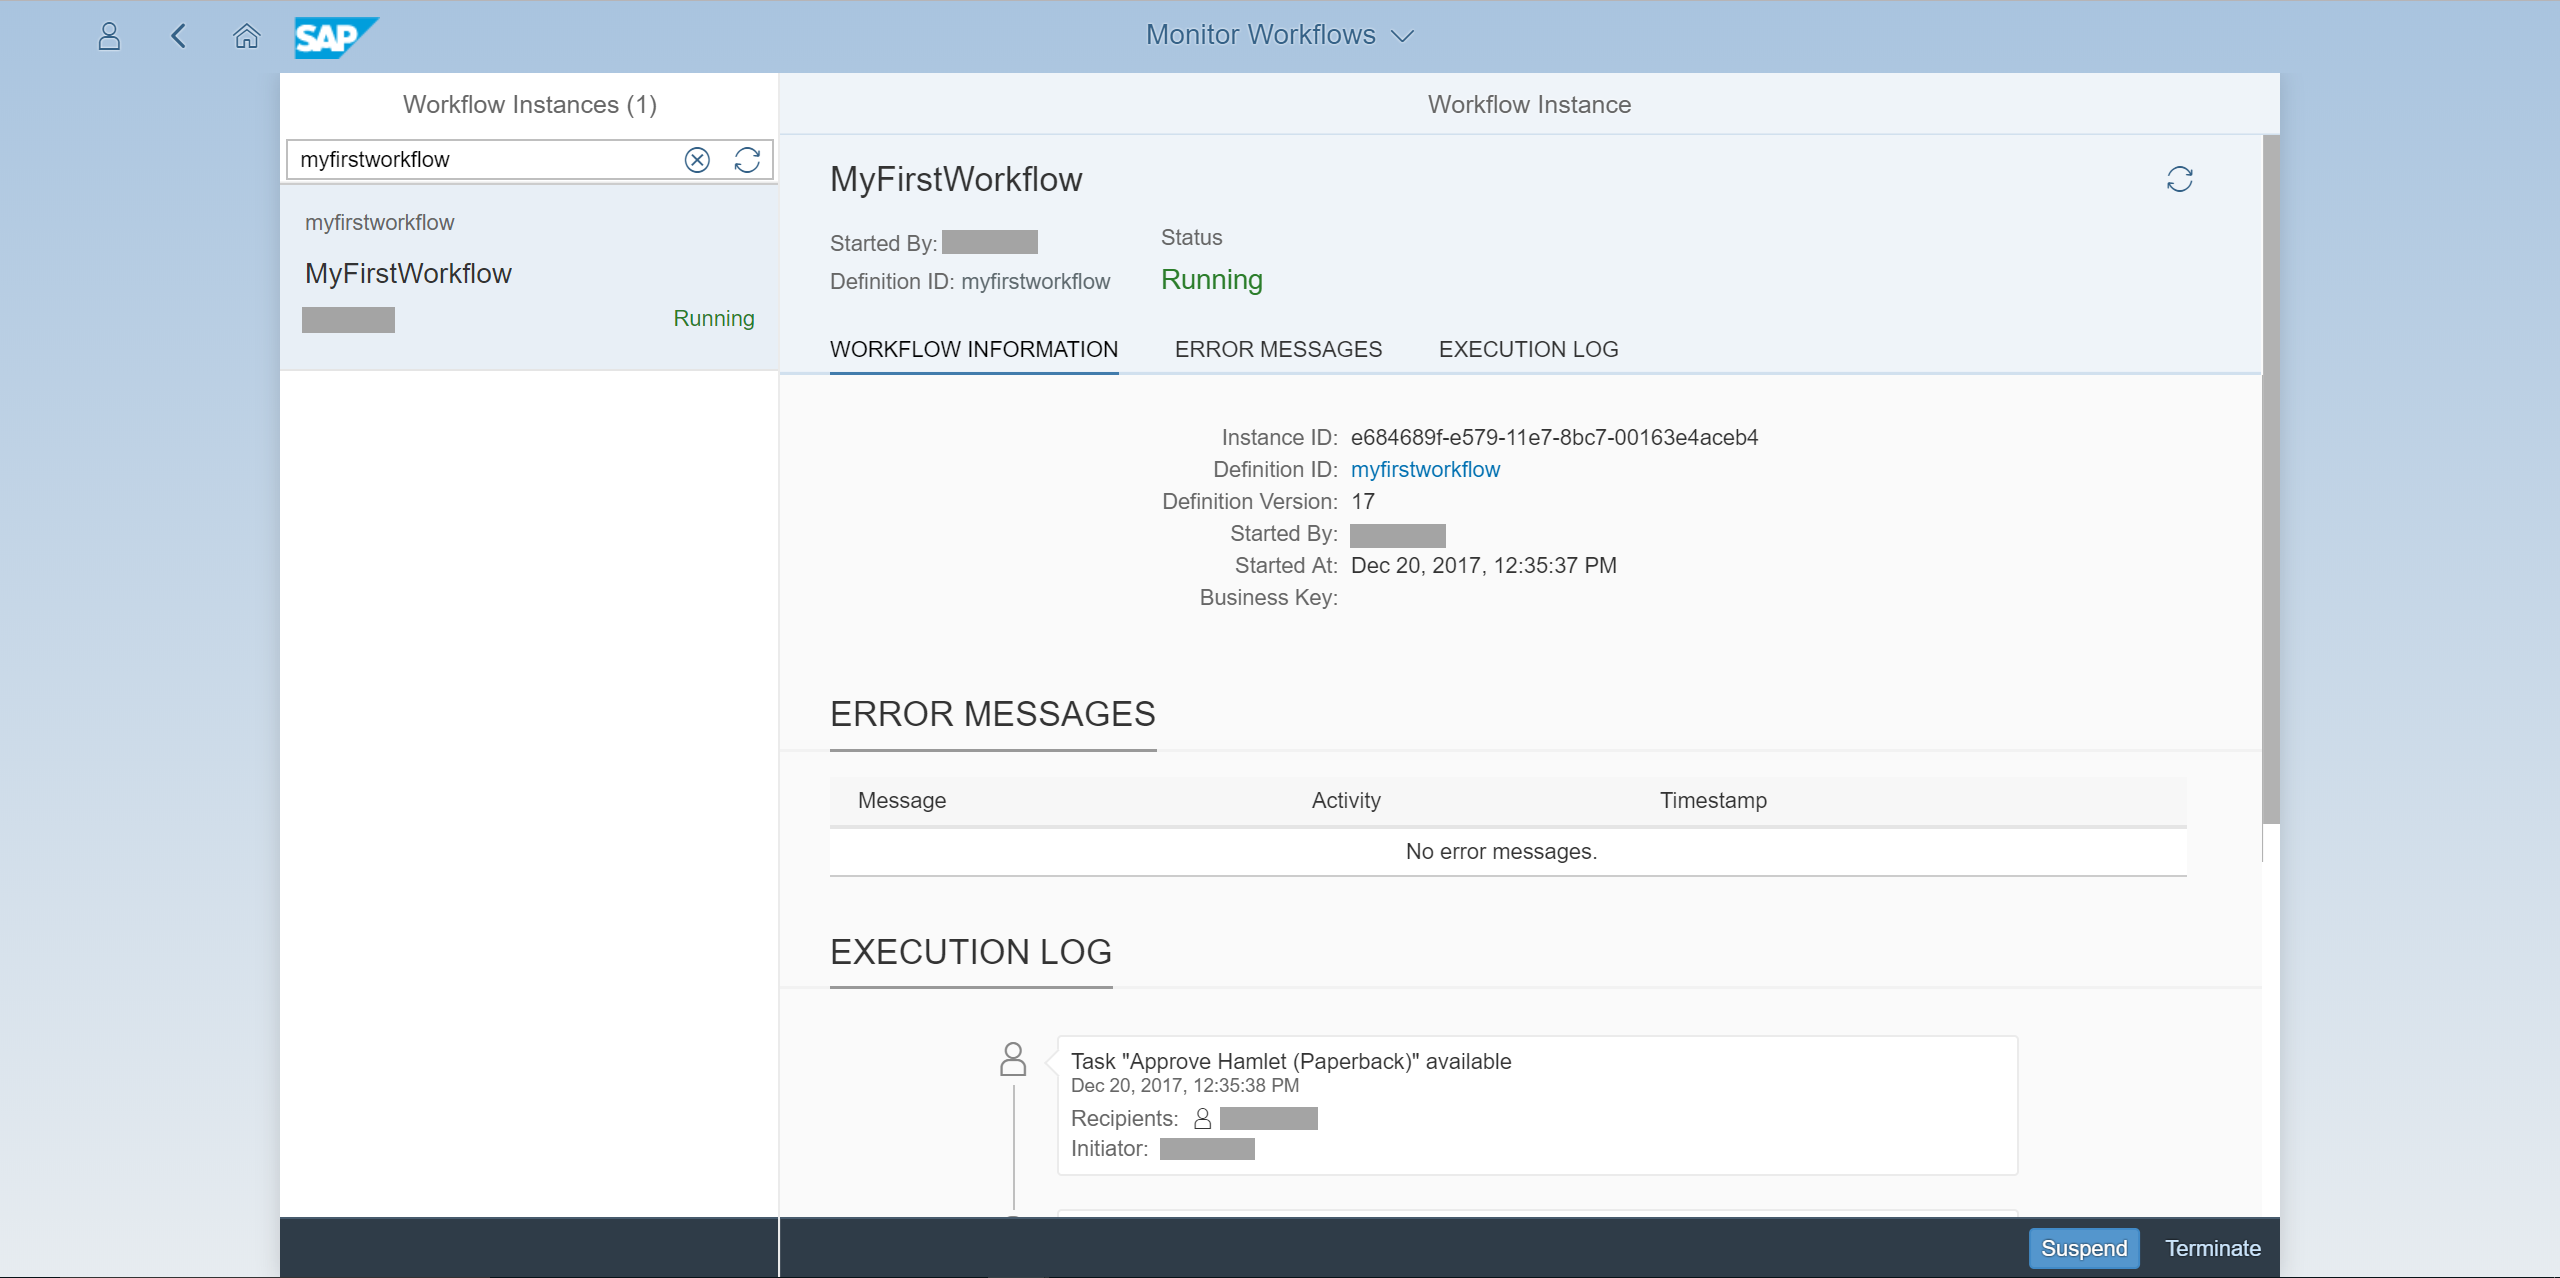 SAP
Monitor Workflows
Workflow Instances (1)
myfirstworkflow
myfirstworkflow
MyFirstWorkflow
Running
Workflow Instance
MyFirstWorkflow
Started By:
Definition ID: myfirstworkflow
Status
Running
WORKFLOW INFORMATION ERROR MESSAGES EXECUTION LOG
Instance ID: e684689f-e579-11e7-8bc7-00163e4aceb4
Definition ID: myfirstworkflow
Definition Version: 17
Started By:
Started At: Dec 20, 2017, 12:35:37 PM
Business Key:
ERROR MESSAGES
Message Activity Timestamp
No error messages.
EXECUTION LOG
Task "Approve Hamlet (Paperback)" available
Dec 20, 2017, 12:35:38 PM
Recipients:
Initiator:
Suspend Terminate